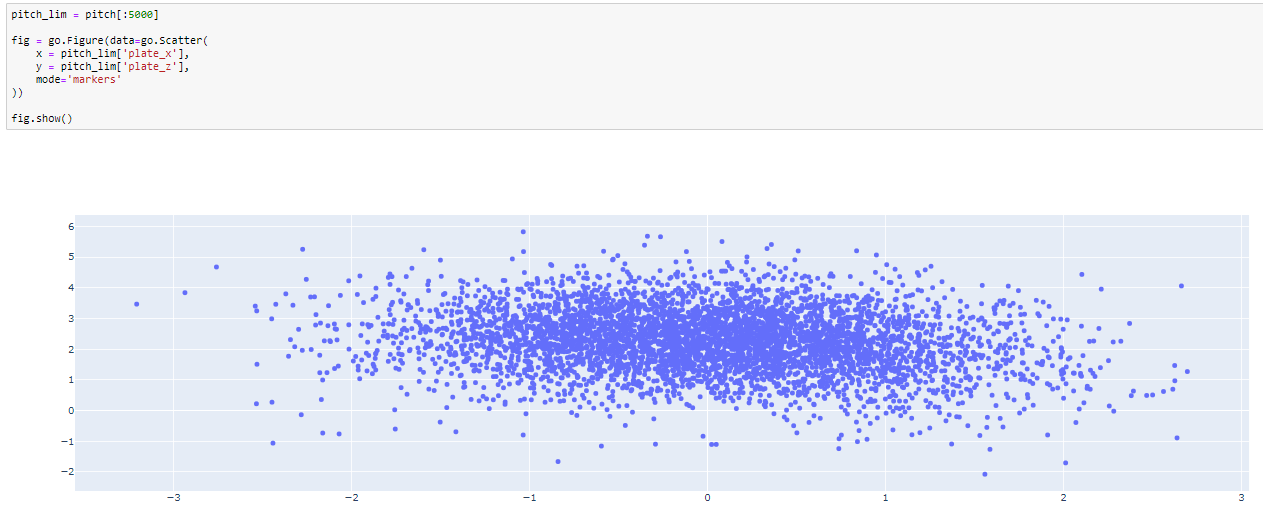 pitch_lim = pitch[:5000]
fig = go.Figure(data=go.Scatter(
x = pitch_lim['plate_x'],
y = pitch_lim['plate_z'],
mode='markers'
))
fig.show()
6
5
4
3
2
1
0
−1
−2
−3 −2 −1 0 1 2 3